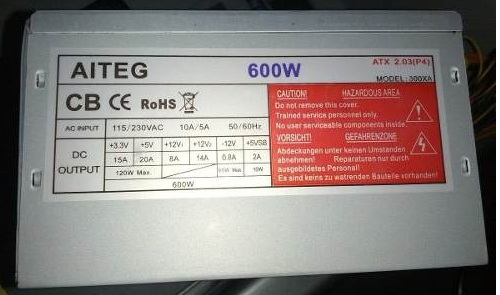 AITEG 600W ATX 2.03(P4)
MODEL: 300XA
CB CE RoHS
AC INPUT 115/230VAC 10A/5A 50/60Hz
DC OUTPUT +3.3V +5V +12V1 +12V2 -12V +5VSB
15A 20A 8A 14A 0.8A 2A
120W Max. 10W
600W
CAUTION! HAZARDOUS AREA
Do not remove this cover.
Trained service personnel only.
No user serviceable components inside.
VORSICHT! GEFAHRENZONE
Abdeckungen unter keinen Umstanden
abnehmen! Reparaturen nur durch
ausgebildetes Personal!
Es sind keins zu wartenden Bauteile vorhanden!